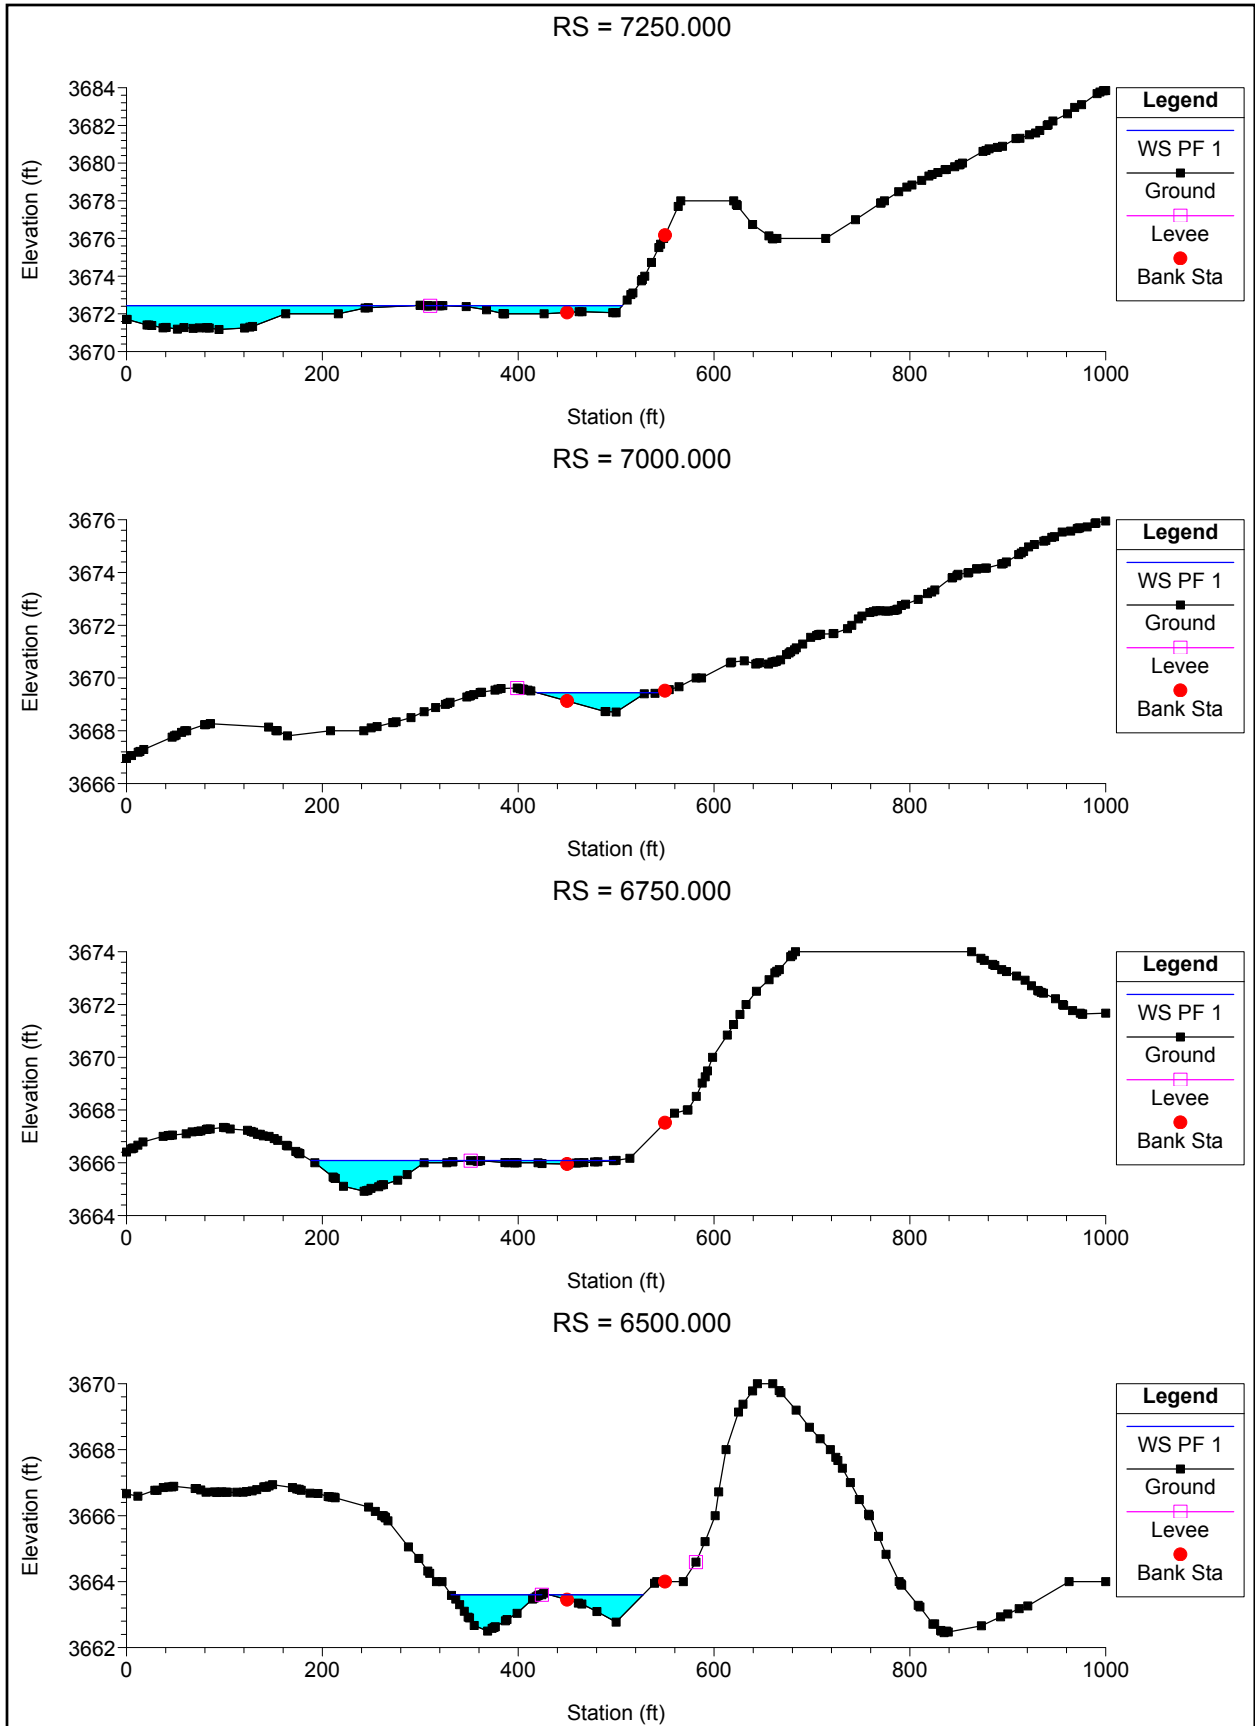 RS = 7250.000
3684
3682
3680
3678
3676
3674
3672
3670
Elevation (ft)
0
200
400
600
800
1000
Station (ft)
Legend
WS PF 1
Ground
Levee
Bank Sta
RS = 7000.000
3676
3674
3672
3670
3668
3666
Elevation (ft)
0
200
400
600
800
1000
Station (ft)
Legend
WS PF 1
Ground
Levee
Bank Sta
RS = 6750.000
3674
3672
3670
3668
3666
3664
Elevation (ft)
0
200
400
600
800
1000
Station (ft)
Legend
WS PF 1
Ground
Levee
Bank Sta
RS = 6500.000
3670
3668
3666
3664
3662
Elevation (ft)
0
200
400
600
800
1000
Station (ft)
Legend
WS PF 1
Ground
Levee
Bank Sta